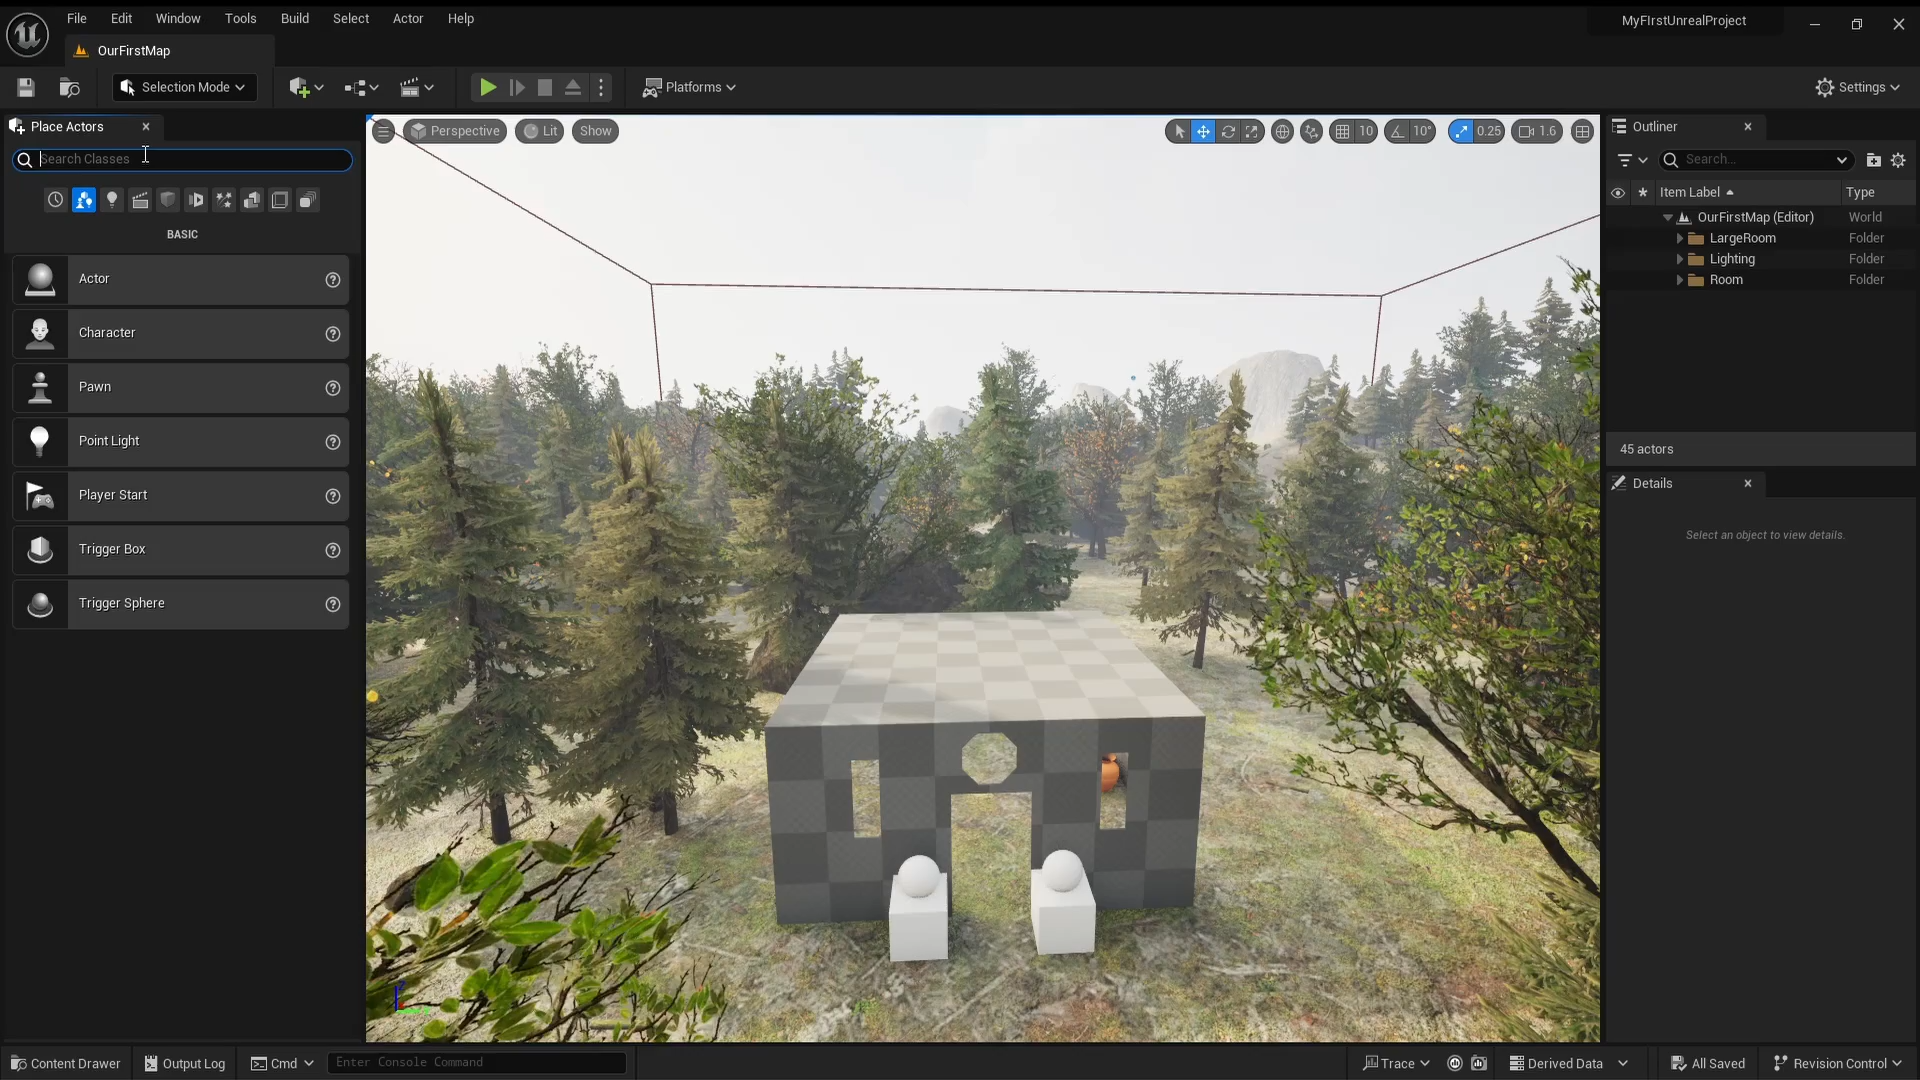 File Edit Window Tools Build Select Actor Help
MyFIrstUnrealProject
OurFirstMap
Selection Mode
Platforms
Settings
Place Actors
Search Classes
BASIC
Actor
Character
Pawn
Point Light
Player Start
Trigger Box
Trigger Sphere
Perspective Lit Show
10 10° 0.25 1.6
Outliner
Search...
Item Label Type
OurFirstMap (Editor) World
LargeRoom Folder
Lighting Folder
Room Folder
45 actors
Details
Select an object to view details.
Content Drawer Output Log Cmd Enter Console Command
Trace Derived Data All Saved Revision Control